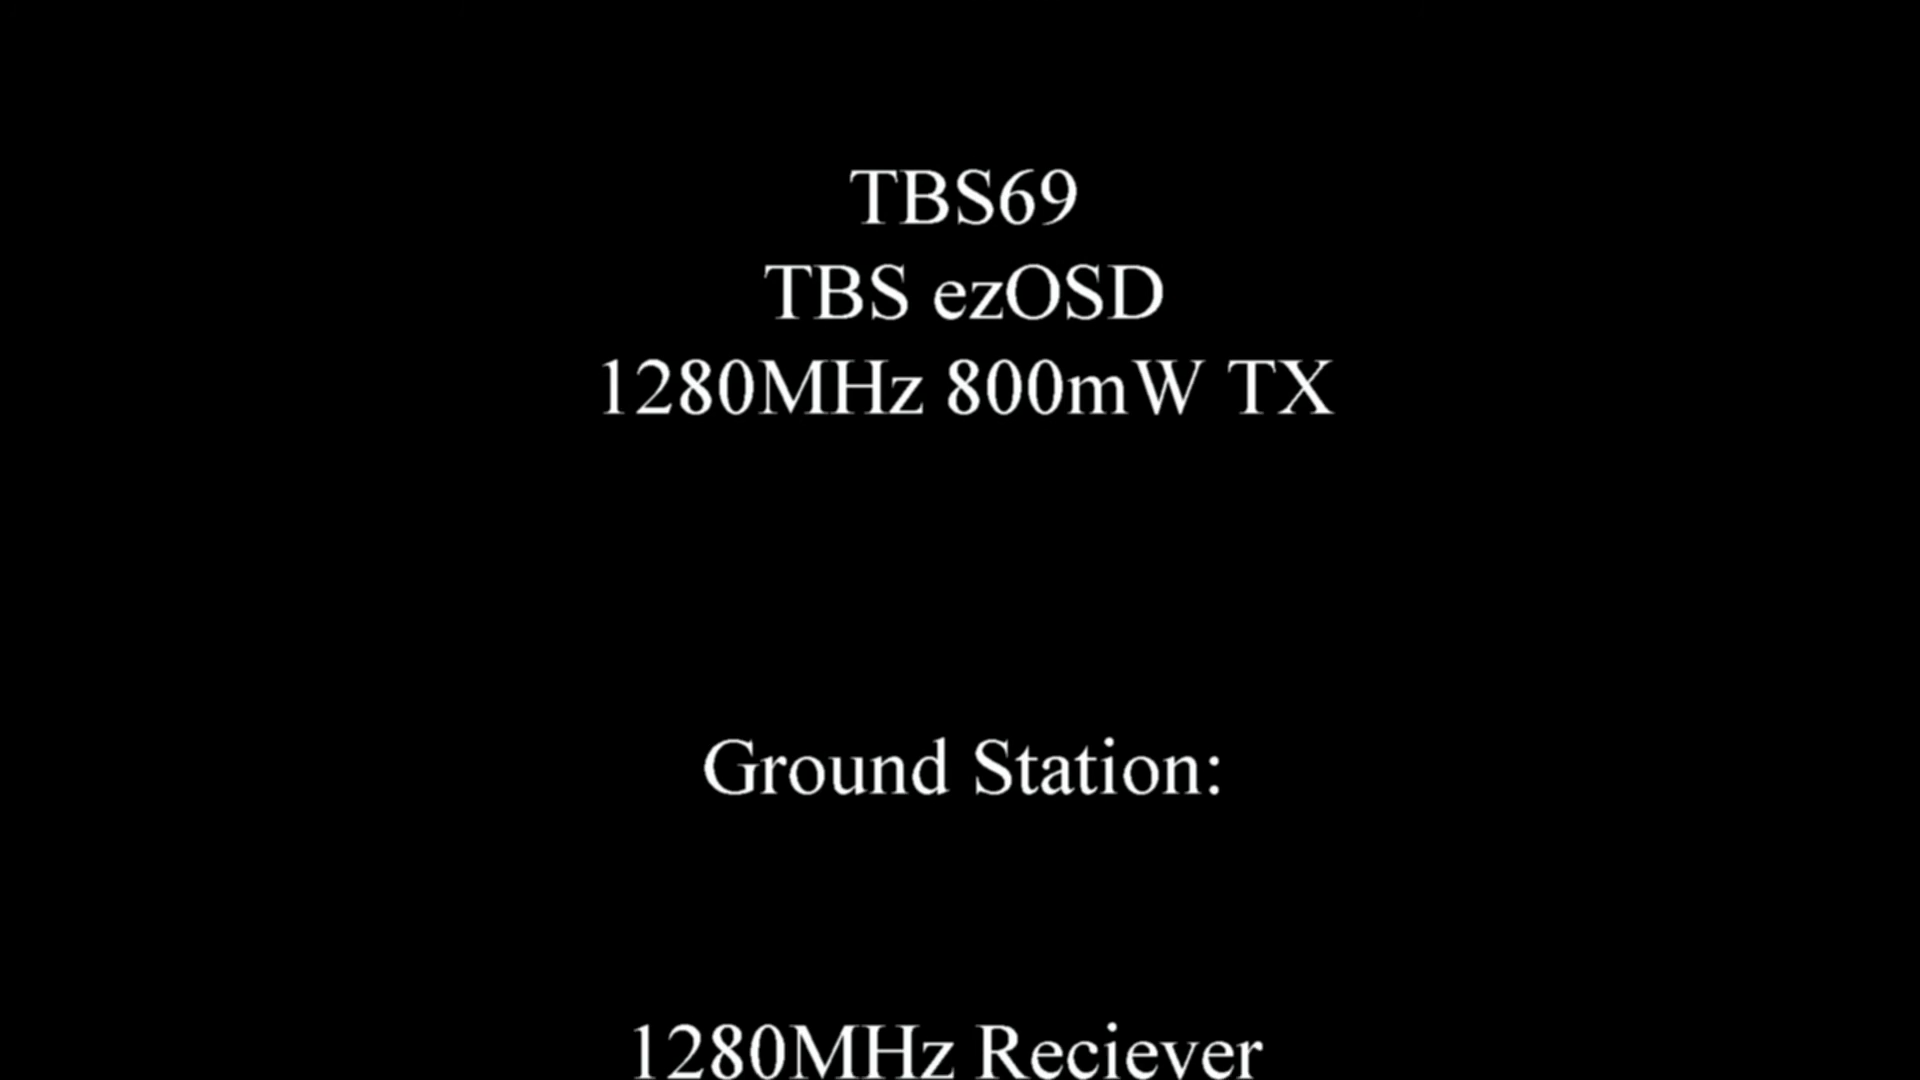 TBS69
TBS ezOSD
1280MHz 800mW TX
Ground Station:
1280MHz Reciever